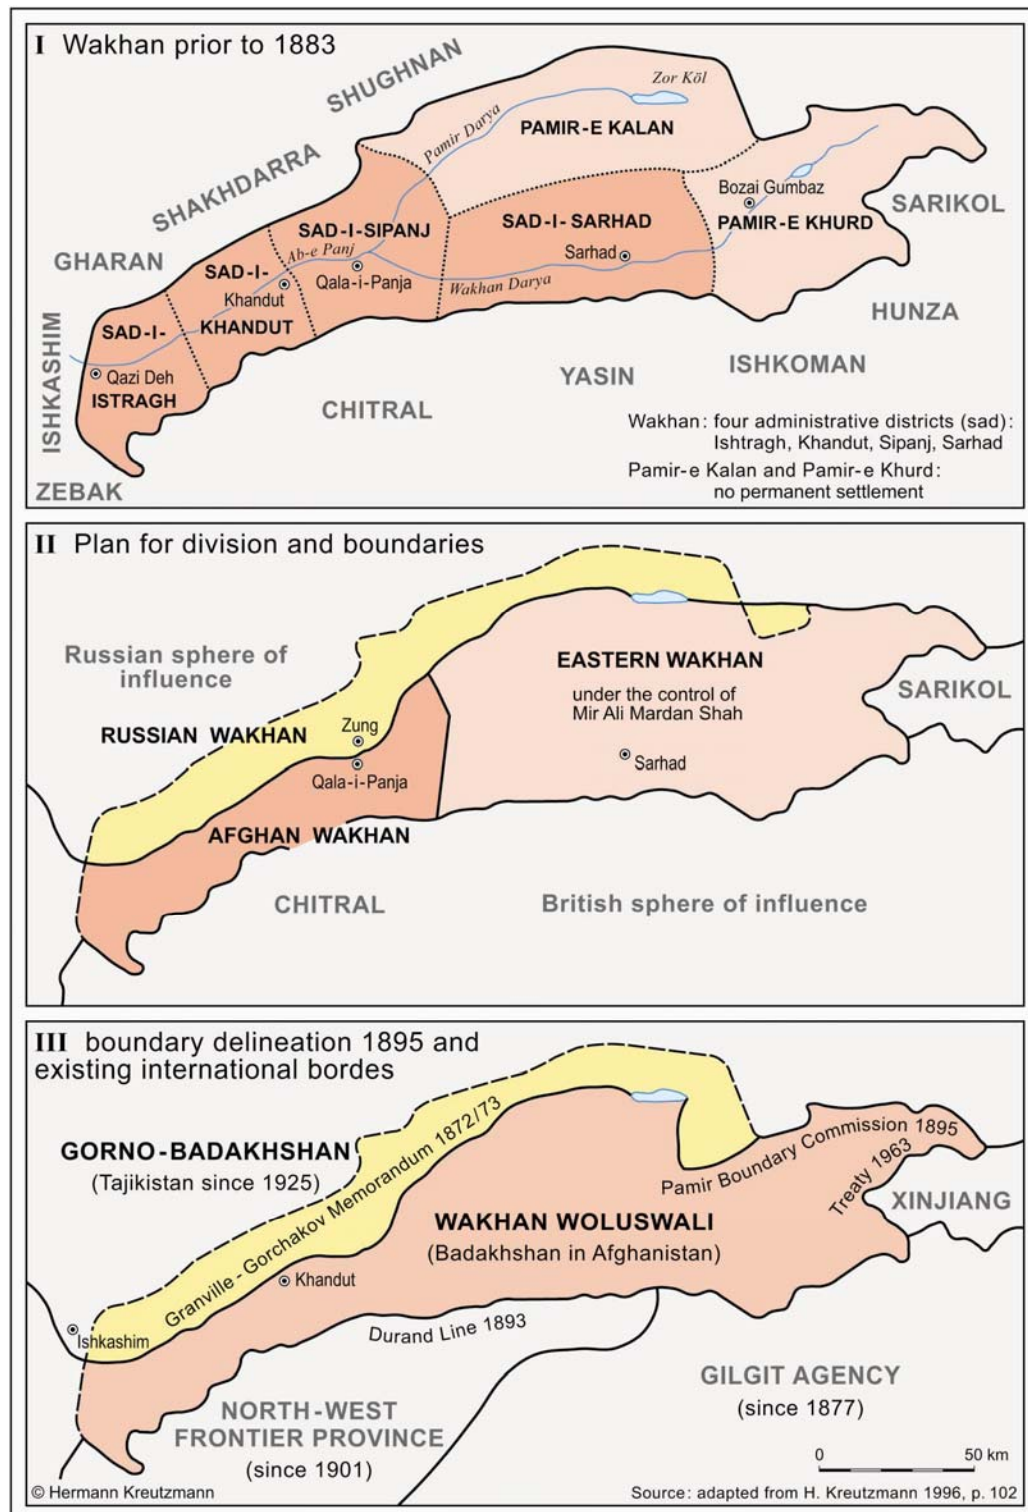 I Wakhan prior to 1883
SHUGHNAN
Zor Köl
Pamir Darya
PAMIR-E KALAN
SHAKHDARRA
Bozai Gumbaz
SARIKOL
SAD-I-SIPANJ
SAD-I-SARHAD
PAMIR-E KHURD
GHARAN
SAD-I-
Ab-e Panj
Sarhad
Qala-i-Panja
Wakhan Darya
Khandut
KHANDUT
HUNZA
ISHKASHIM
SAD-I-
Qazi Deh
ISTRAGH
YASIN
ISHKOMAN
CHITRAL
ZEBAK
Wakhan: four administrative districts (sad):
Ishtragh, Khandut, Sipanj, Sarhad
Pamir-e Kalan and Pamir-e Khurd:
no permanent settlement
II Plan for division and boundaries
Russian sphere of
influence
EASTERN WAKHAN
under the control of
Mir Ali Mardan Shah
SARIKOL
RUSSIAN WAKHAN
Zung
Qala-i-Panja
Sarhad
AFGHAN WAKHAN
CHITRAL
British sphere of influence
III boundary delineation 1895 and
existing international bordes
GORNO-BADAKHSHAN
(Tajikistan since 1925)
Granville-Gorchakov Memorandum 1872/73
Pamir Boundary Commission 1895
Treaty 1963
XINJIANG
WAKHAN WOLUSWALI
(Badakhshan in Afghanistan)
Khandut
Ishkashim
Durand Line 1893
GILGIT AGENCY
(since 1877)
NORTH-WEST
FRONTIER PROVINCE
(since 1901)
0 50 km
© Hermann Kreutzmann
Source: adapted from H. Kreutzmann 1996, p. 102